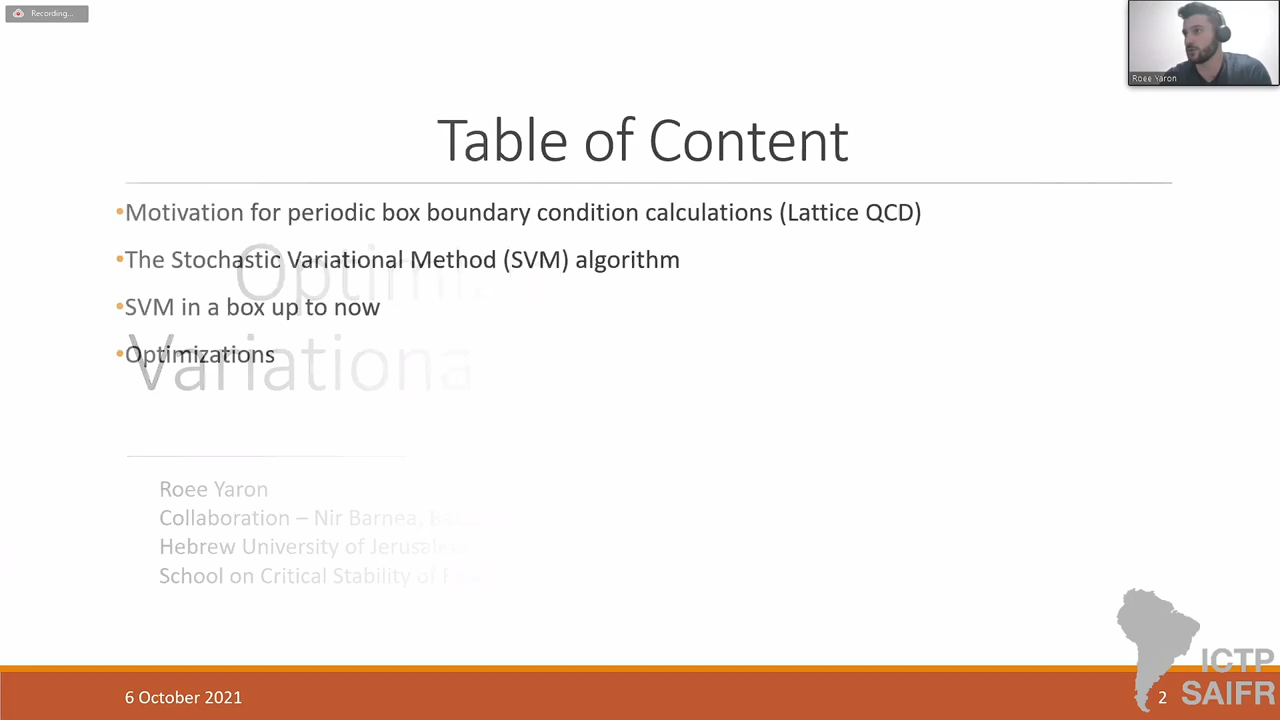 Recording...
Roee Yaron
Table of Content
•Motivation for periodic box boundary condition calculations (Lattice QCD)
•The Stochastic Variational Method (SVM) algorithm
•SVM in a box up to now
•Optimizations
Roee Yaron
Collaboration – Nir Barnea,
Hebrew University of
School on Critical Stability of
6 October 2021
2
ICTP
SAIFR